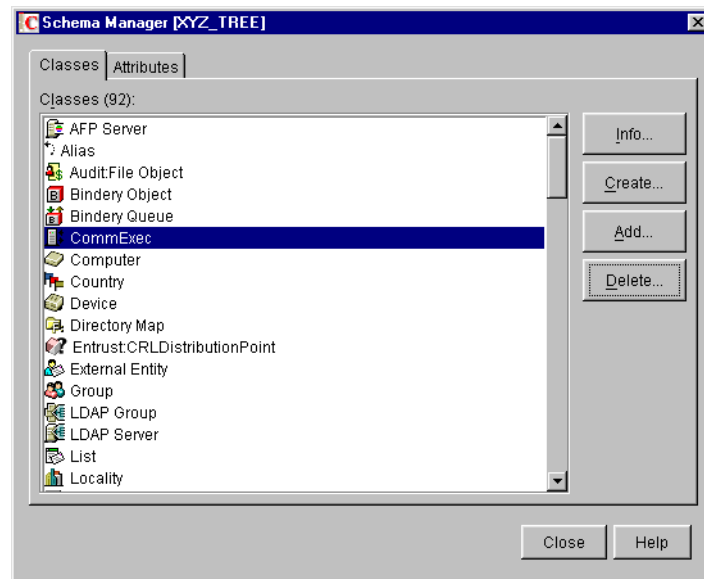 Schema Manager [XYZ_TREE]
Classes
Attributes
Classes (92):
AFP Server
Alias
Audit:File Object
Bindery Object
Bindery Queue
CommExec
Computer
Country
Device
Directory Map
Entrust:CRLDistributionPoint
External Entity
Group
LDAP Group
LDAP Server
List
Locality
Info...
Create...
Add...
Delete...
Close
Help